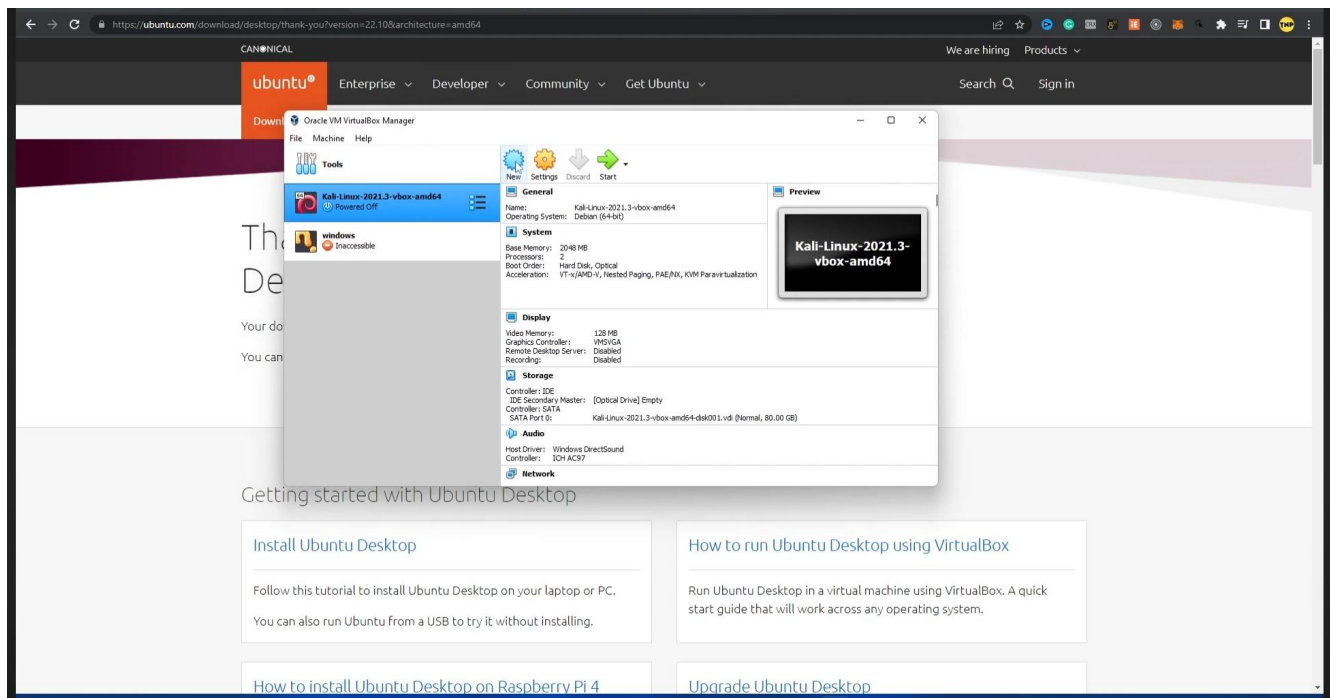 https://ubuntu.com/download/desktop/thank-you?version=22.10&architecture=amd64
THP
CANONICAL
We are hiring Products
ubuntu® Enterprise Developer Community Get Ubuntu Search Sign in
Downl
Oracle VM VirtualBox Manager
File Machine Help
Tools
New Settings Discard Start
Kali-Linux-2021.3-vbox-amd64
Powered Off
windows
Inaccessible
General
Name: Kali-Linux-2021.3-vbox-amd64
Operating System: Debian (64-bit)
System
Base Memory: 2048 MB
Processors: 2
Boot Order: Hard Disk, Optical
Acceleration: VT-x/AMD-V, Nested Paging, PAE/NX, KVM Paravirtualization
Preview
Kali-Linux-2021.3-
vbox-amd64
Display
Video Memory: 128 MB
Graphics Controller: VMSVGA
Remote Desktop Server: Disabled
Recording: Disabled
Storage
Controller: IDE
IDE Secondary Master: [Optical Drive] Empty
Controller: SATA
SATA Port 0: Kali-Linux-2021.3-vbox-amd64-disk001.vdi (Normal, 80.00 GB)
Audio
Host Driver: Windows DirectSound
Controller: ICH AC97
Network
Th
De
Your do
You can
Getting started with Ubuntu Desktop
Install Ubuntu Desktop
Follow this tutorial to install Ubuntu Desktop on your laptop or PC.
You can also run Ubuntu from a USB to try it without installing.
How to run Ubuntu Desktop using VirtualBox
Run Ubuntu Desktop in a virtual machine using VirtualBox. A quick
start guide that will work across any operating system.
How to install Ubuntu Desktop on Raspberry Pi 4
Upgrade Ubuntu Desktop